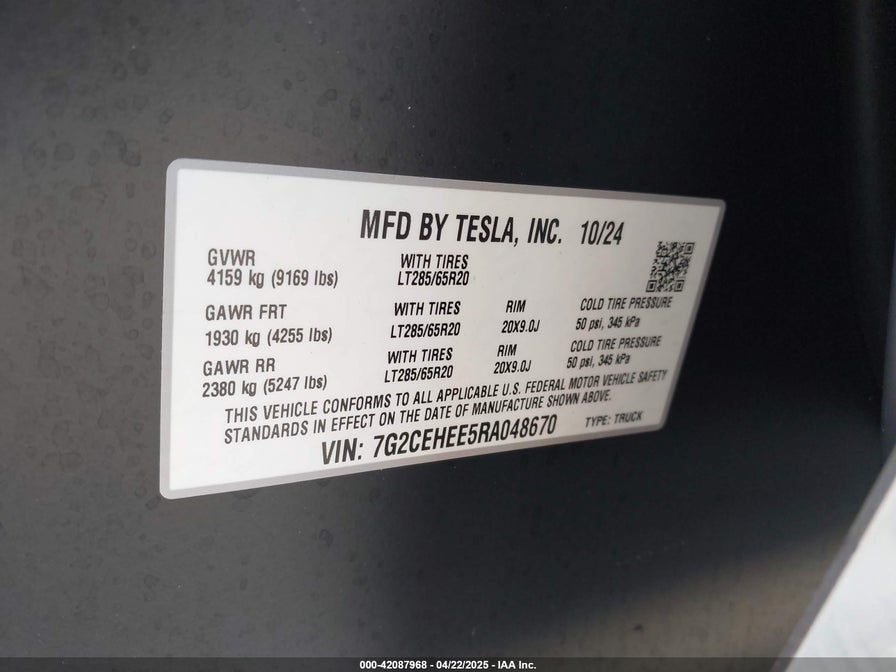 MFD BY TESLA, INC. 10/24
GVWR WITH TIRES
4159 kg (9169 lbs) LT285/65R20
GAWR FRT WITH TIRES RIM COLD TIRE PRESSURE
1930 kg (4255 lbs) LT285/65R20 20X9.0J 50 psi, 345 kPa
GAWR RR WITH TIRES RIM COLD TIRE PRESSURE
2380 kg (5247 lbs) LT285/65R20 20X9.0J 50 psi, 345 kPa
THIS VEHICLE CONFORMS TO ALL APPLICABLE U.S. FEDERAL MOTOR VEHICLE SAFETY
STANDARDS IN EFFECT ON THE DATE OF MANUFACTURE SHOWN ABOVE.
VIN: 7G2CEHEE5RA048670 TYPE: TRUCK
000-42087968 - 04/22/2025 - IAA Inc.